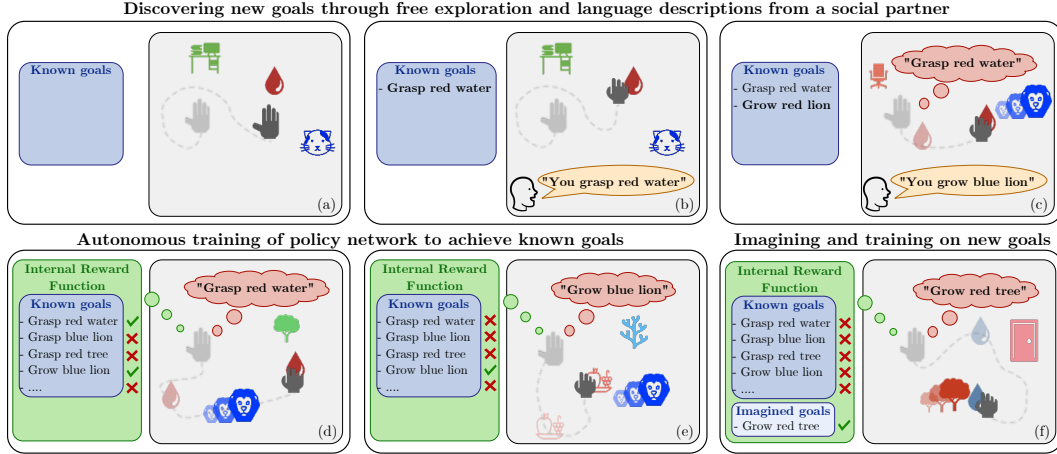 Discovering new goals through free exploration and language descriptions from a social partner
Known goals
(a)
Known goals
- Grasp red water
"You grasp red water"
(b)
Known goals
- Grasp red water
- Grow red lion
"Grasp red water"
"You grow blue lion"
(c)
Autonomous training of policy network to achieve known goals
Imagining and training on new goals
Internal Reward
Function
Known goals
- Grasp red water
- Grasp blue lion
- Grasp red tree
- Grow blue lion
- ....
"Grasp red water"
(d)
Internal Reward
Function
Known goals
- Grasp red water
- Grasp blue lion
- Grasp red tree
- Grow blue lion
- ....
"Grow blue lion"
(e)
Internal Reward
Function
Known goals
- Grasp red water
- Grasp blue lion
- Grasp red tree
- Grow blue lion
- ....
Imagined goals
- Grow red tree
"Grow red tree"
(f)